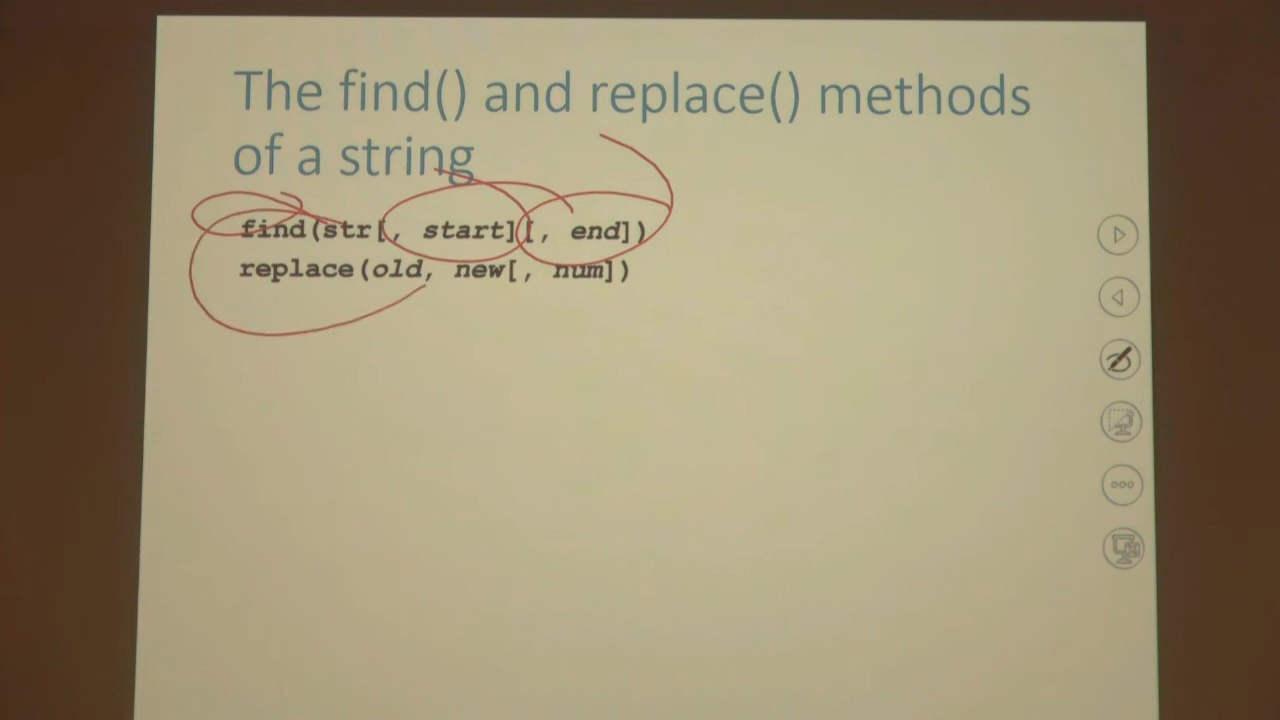 The find() and replace() methods
of a string
find(str[, start][, end])
replace(old, new[, num])